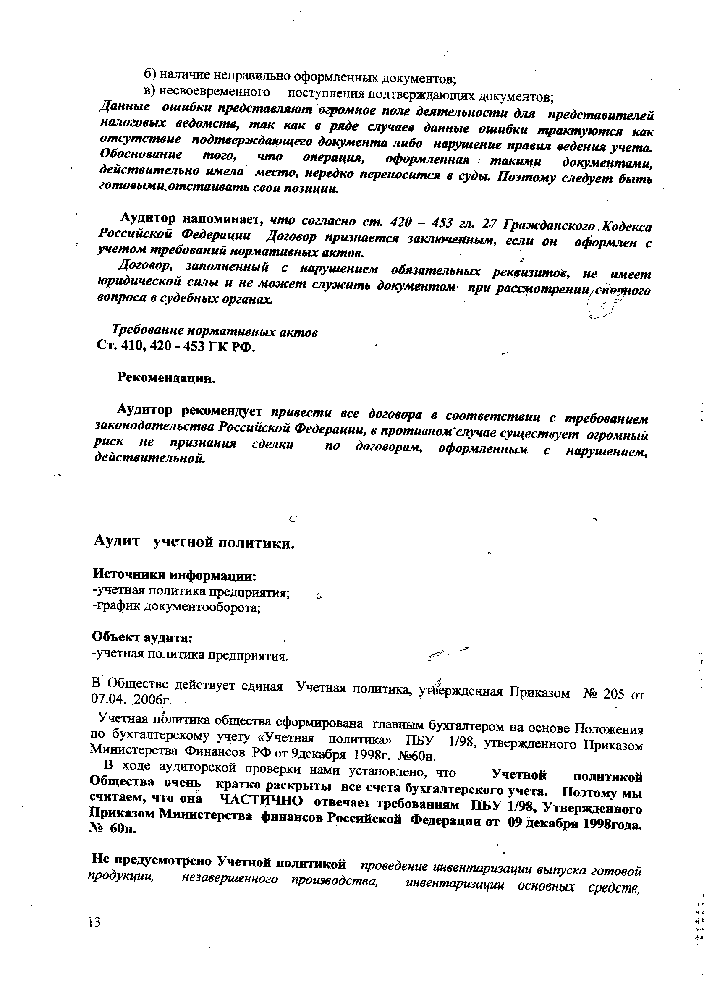 б) наличие неправильно оформленных документов;
в) несвоевременного поступления подтверждающих документов;
Данные ошибки представляют огромное поле деятельности для представителей
налоговых ведомств, так как в ряде случаев данные ошибки трактуются как
отсутствие подтверждающего документа либо нарушение правил ведения учета.
Обоснование того, что операция, оформленная такими документами,
действительно имела место, нередко переносится в суды. Поэтому следует быть
готовыми отстаивать свои позиции.
Аудитор напоминает, что согласно ст. 420 – 453 гл. 27 Гражданского Кодекса
Российской Федерации Договор признается заключенным, если он оформлен с
учетом требований нормативных актов.
Договор, заполненный с нарушением обязательных реквизитов, не имеет
юридической силы и не может служить документом при рассмотрении спорного
вопроса в судебных органах.
Требование нормативных актов
Ст. 410, 420 - 453 ГК РФ.
Рекомендации.
Аудитор рекомендует привести все договора в соответствии с требованием
законодательства Российской Федерации, в противном случае существует огромный
риск не признания сделки по договорам, оформленным с нарушением,
действительной.
Аудит учетной политики.
Источники информации:
-учетная политика предприятия;
-график документооборота;
Объект аудита:
-учетная политика предприятия.
В Обществе действует единая Учетная политика, утвержденная Приказом № 205 от
07.04. 2006г.
Учетная политика общества сформирована главным бухгалтером на основе Положения
по бухгалтерскому учету «Учетная политика» ПБУ 1/98, утвержденного Приказом
Министерства Финансов РФ от 9декабря 1998г. №60н.
В ходе аудиторской проверки нами установлено, что Учетной политикой
Общества очень кратко раскрыты все счета бухгалтерского учета. Поэтому мы
считаем, что она ЧАСТИЧНО отвечает требованиям ПБУ 1/98, Утвержденного
Приказом Министерства финансов Российской Федерации от 09 декабря 1998года.
№ 60н.
Не предусмотрено Учетной политикой проведение инвентаризации выпуска готовой
продукции, незавершенного производства, инвентаризации основных средств,
13